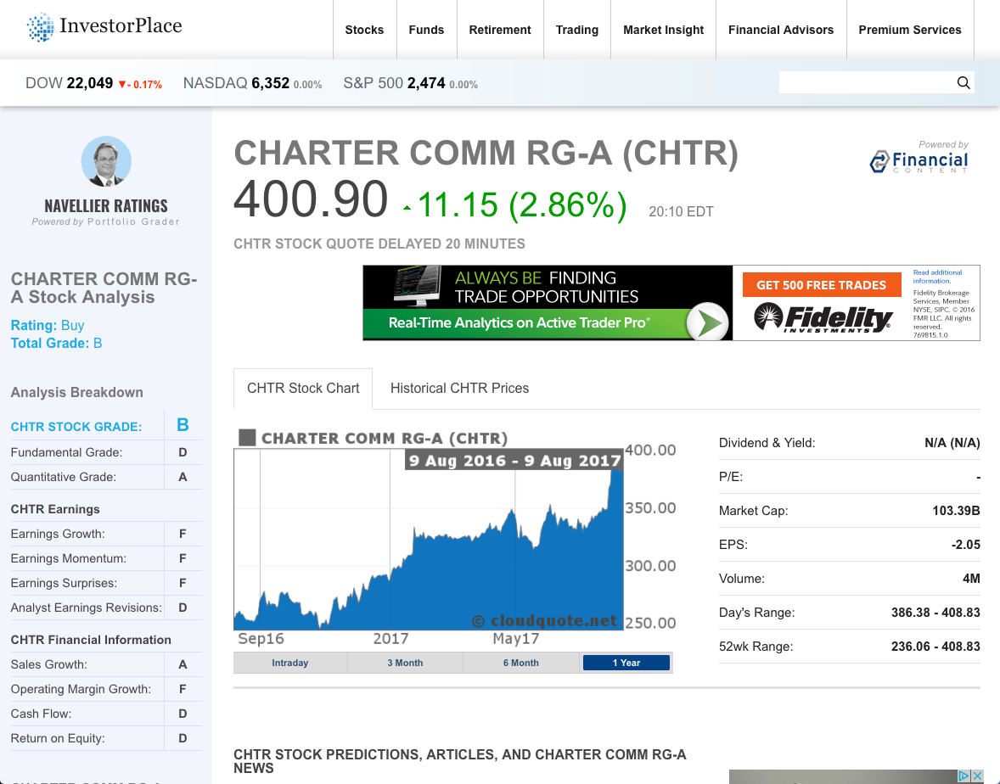 InvestorPlace
Stocks
Funds
Retirement
Trading
Market Insight
Financial Advisors
Premium Services
DOW 22,049 ▼- 0.17% NASDAQ 6,352 0.00% S&P 500 2,474 0.00%
NAVELLIER RATINGS
Powered by Portfolio Grader
CHARTER COMM RG-
A Stock Analysis
Rating: Buy
Total Grade: B
Analysis Breakdown
CHTR STOCK GRADE: B
Fundamental Grade: D
Quantitative Grade: A
CHTR Earnings
Earnings Growth: F
Earnings Momentum: F
Earnings Surprises: F
Analyst Earnings Revisions: D
CHTR Financial Information
Sales Growth: A
Operating Margin Growth: F
Cash Flow: D
Return on Equity: D
CHARTER COMM RG-A (CHTR)
400.90 11.15 (2.86%) 20:10 EDT
CHTR STOCK QUOTE DELAYED 20 MINUTES
Powered by
Financial
CONTENT
ALWAYS BE FINDING
TRADE OPPORTUNITIES
Real-Time Analytics on Active Trader Pro®
GET 500 FREE TRADES
Fidelity
INVESTMENTS
Read additional
information.
Fidelity Brokerage
Services, Member
NYSE, SIPC. © 2016
FMR LLC. All rights
reserved.
769815.1.0
CHTR Stock Chart
Historical CHTR Prices
CHARTER COMM RG-A (CHTR)
9 Aug 2016 - 9 Aug 2017
400.00
350.00
300.00
250.00
© cloudquote.net
Sep16 2017 May17
Intraday
3 Month
6 Month
1 Year
Dividend & Yield: N/A (N/A)
P/E: -
Market Cap: 103.39B
EPS: -2.05
Volume: 4M
Day's Range: 386.38 - 408.83
52wk Range: 236.06 - 408.83
CHTR STOCK PREDICTIONS, ARTICLES, AND CHARTER COMM RG-A
NEWS